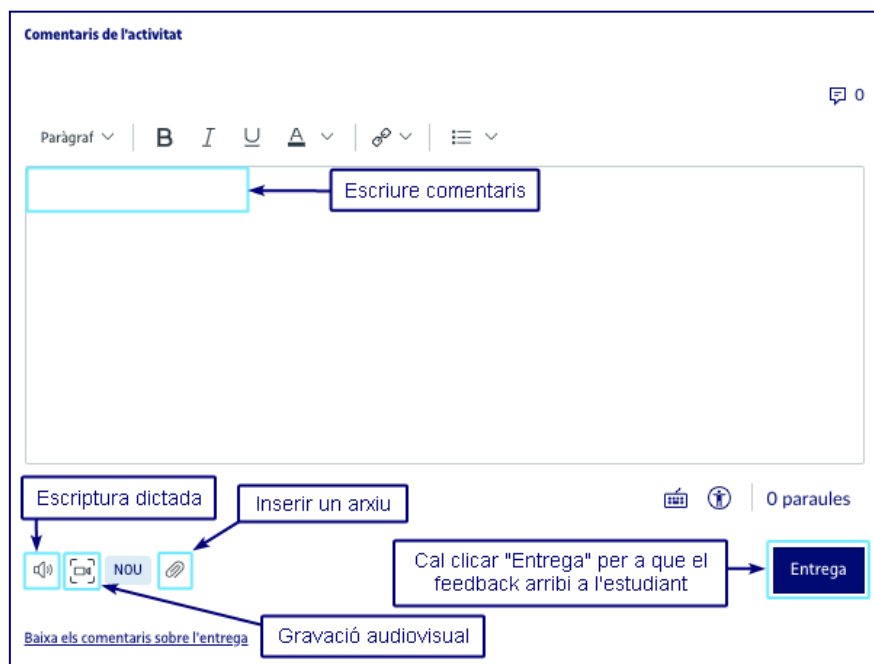 Comentaris de l'activitat
0
Paràgraf B I U A
Escriure comentaris
Escriptura dictada
Inserir un arxiu
0 paraules
NOU
Cal clicar "Entrega" per a que el
feedback arribi a l'estudiant
Entrega
Baixa els comentaris sobre l'entrega
Gravació audiovisual